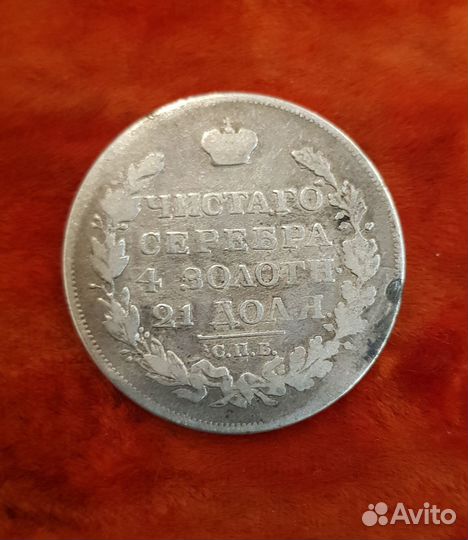 ЧИСТАГО
СЕРЕБРА
4 ЗОЛОТН.
21 ДОЛЯ
С.П.Б.
Avito